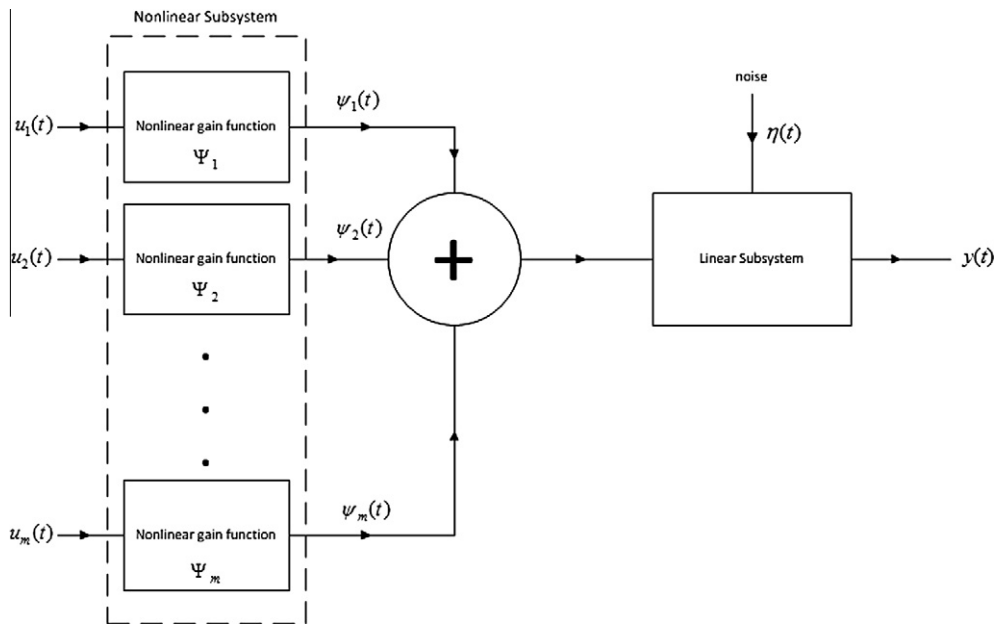 Nonlinear Subsystem
u₁(t)
Nonlinear gain function
Ψ₁
ψ₁(t)
noise
η(t)
u₂(t)
Nonlinear gain function
Ψ₂
ψ₂(t)
+
Linear Subsystem
y(t)
uₘ(t)
Nonlinear gain function
Ψₘ
ψₘ(t)